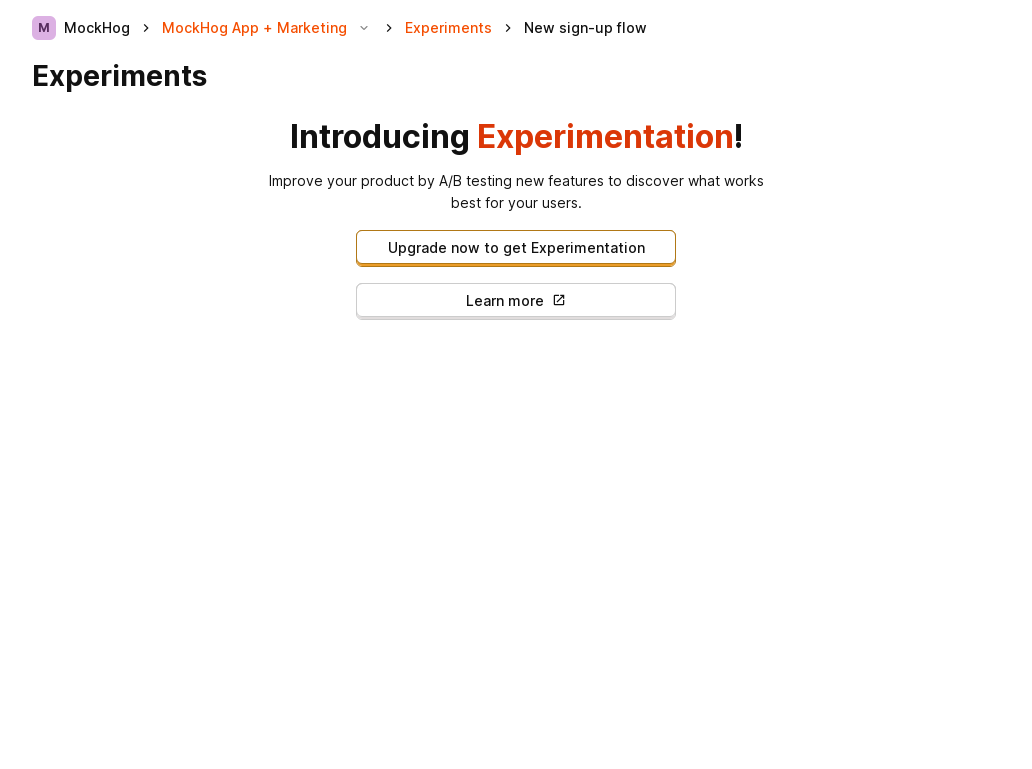 M MockHog MockHog App + Marketing Experiments New sign-up flow
Experiments
Introducing Experimentation!
Improve your product by A/B testing new features to discover what works
best for your users.
Upgrade now to get Experimentation
Learn more